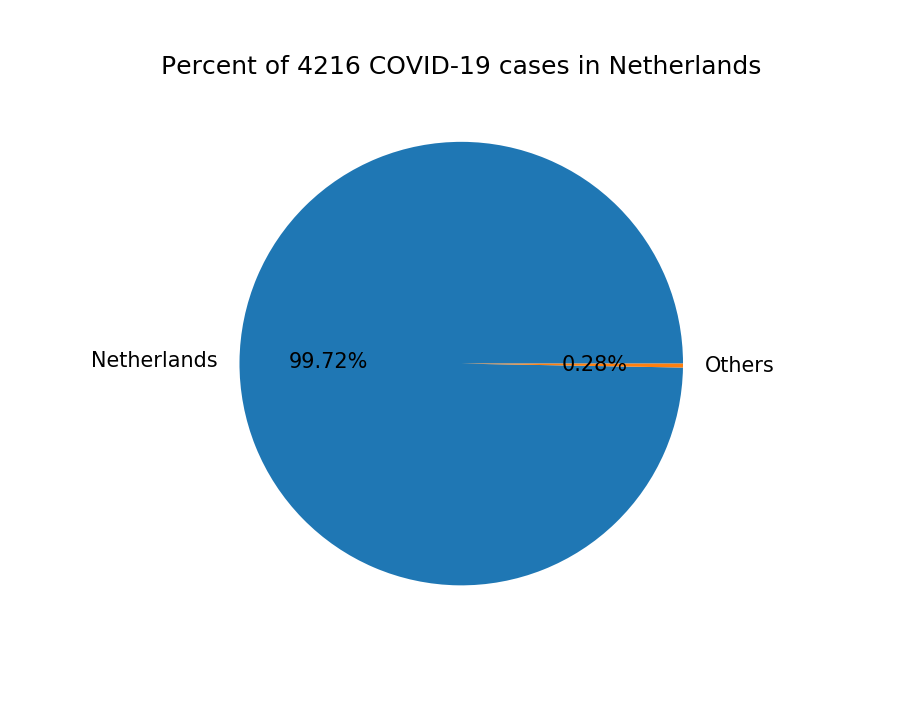 Percent of 4216 COVID-19 cases in Netherlands
Netherlands
99.72%
0.28%
Others